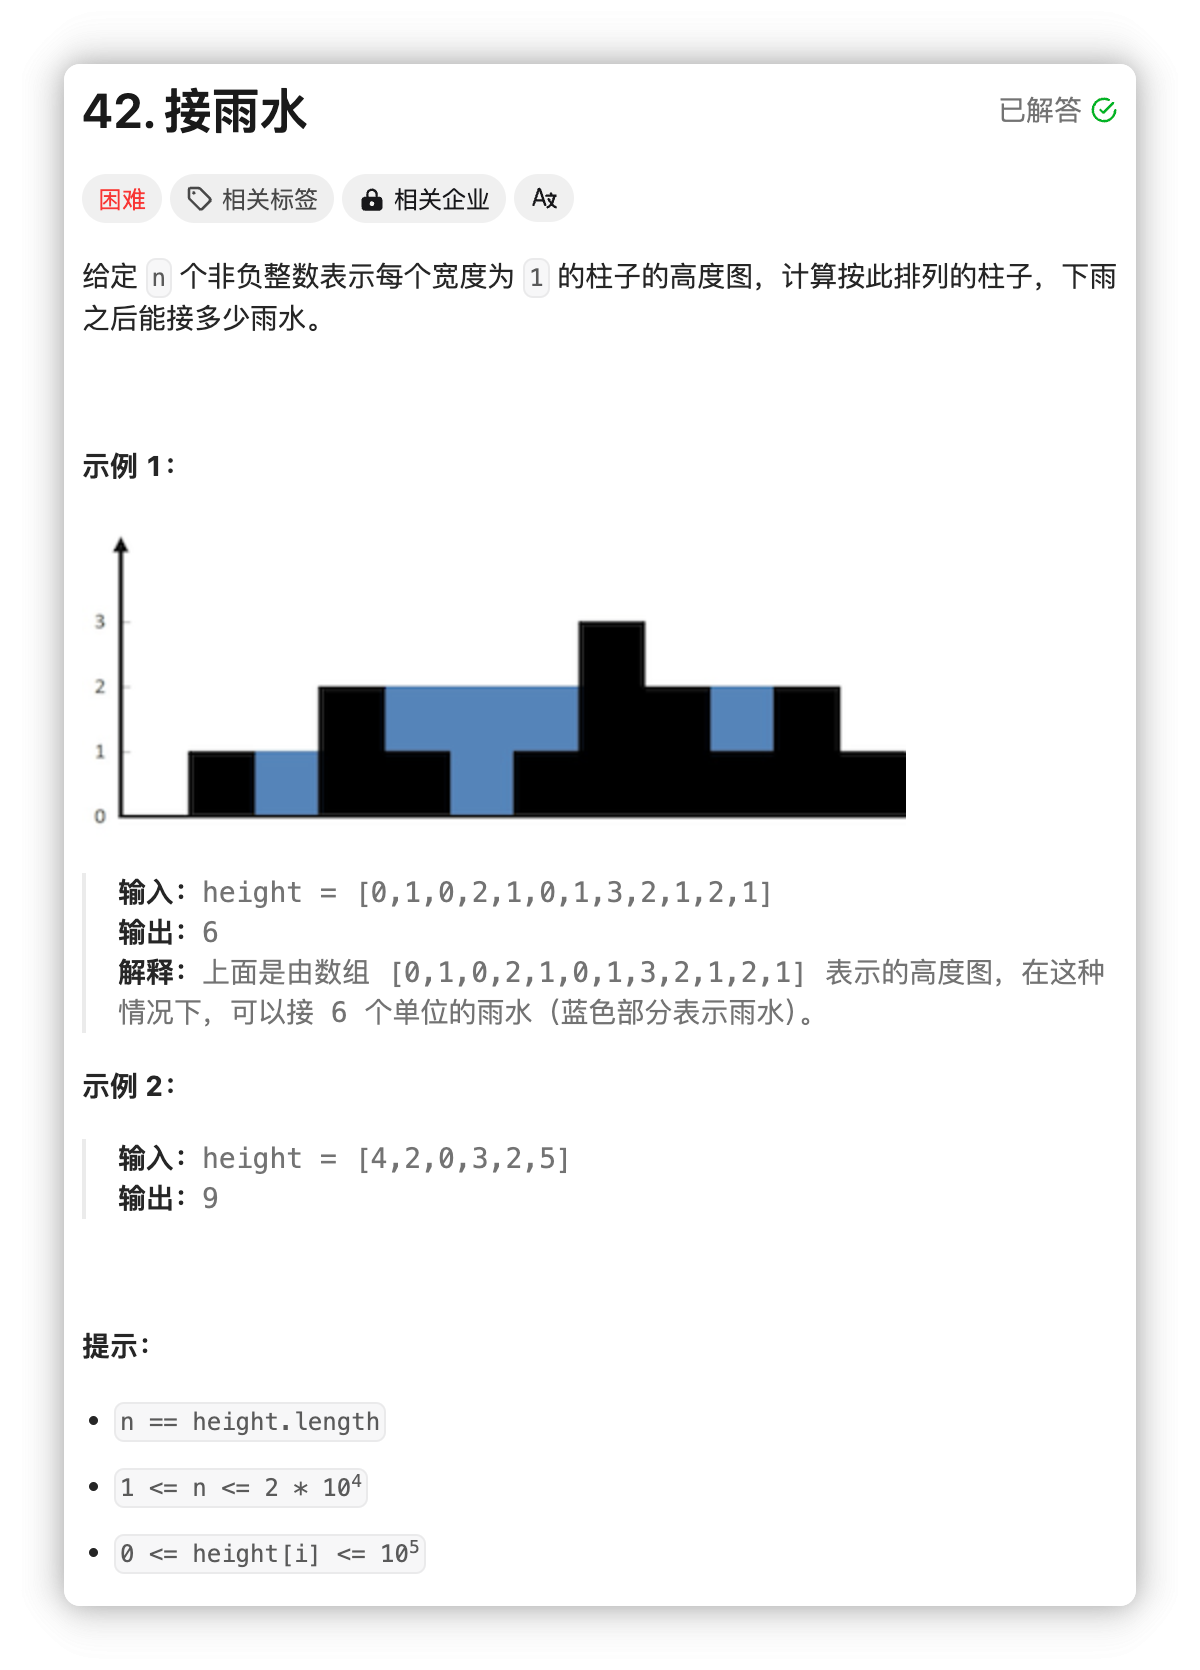 42. 接雨水
已解答
困难 相关标签 相关企业
给定 n 个非负整数表示每个宽度为 1 的柱子的高度图，计算按此排列的柱子，下雨
之后能接多少雨水。
示例 1：
3
2
1
0
输入：height = [0,1,0,2,1,0,1,3,2,1,2,1]
输出：6
解释：上面是由数组 [0,1,0,2,1,0,1,3,2,1,2,1] 表示的高度图，在这种
情况下，可以接 6 个单位的雨水（蓝色部分表示雨水）。
示例 2：
输入：height = [4,2,0,3,2,5]
输出：9
提示：
n == height.length
1 <= n <= 2 * 10⁴
0 <= height[i] <= 10⁵